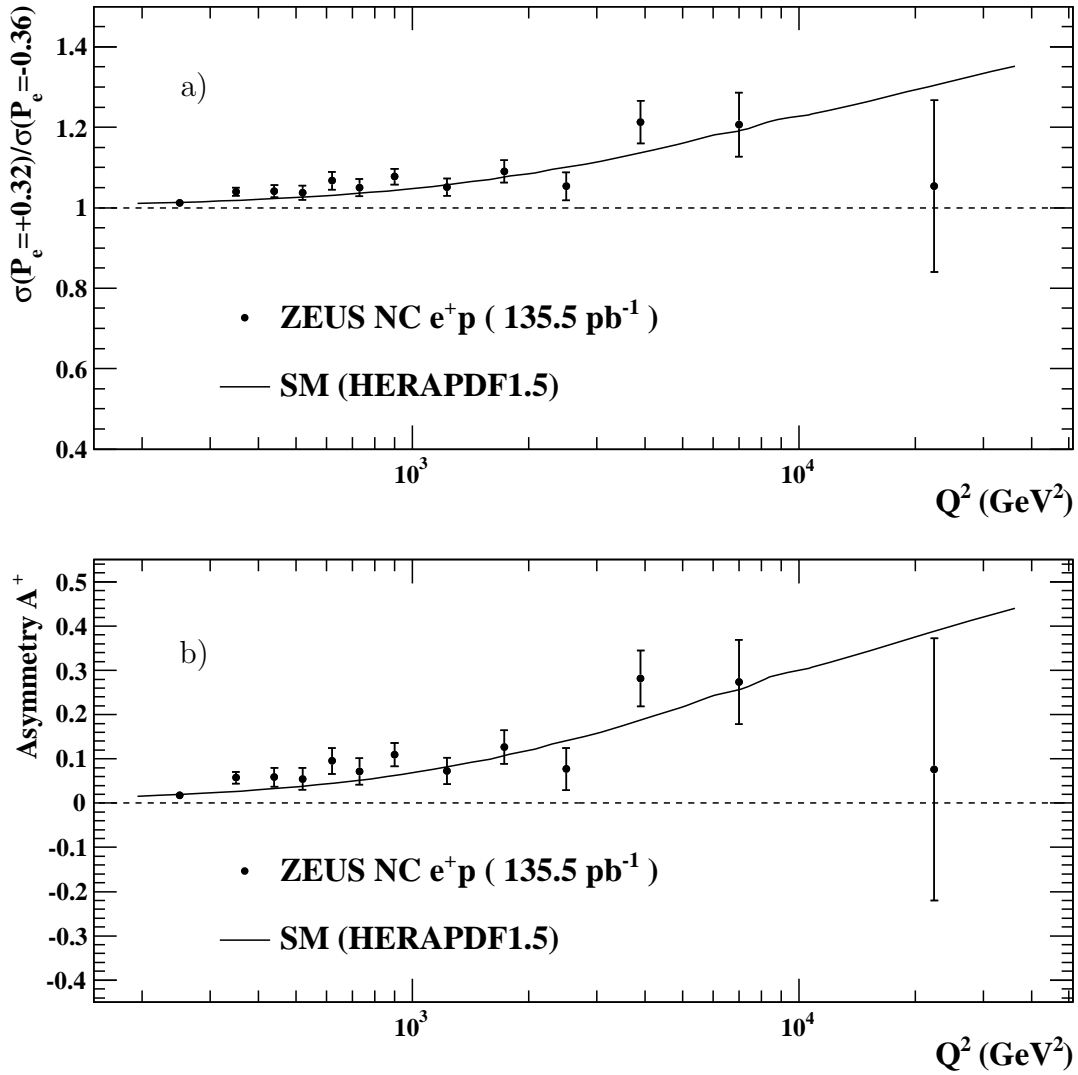 σ(Pₑ=+0.32)/σ(Pₑ=-0.36)
a)
1.4
1.2
1
0.8
0.6
0.4
ZEUS NC e⁺p ( 135.5 pb⁻¹ )
SM (HERAPDF1.5)
10³
10⁴
Q² (GeV²)
Asymmetry A⁺
b)
0.5
0.4
0.3
0.2
0.1
0
-0.1
-0.2
-0.3
-0.4
ZEUS NC e⁺p ( 135.5 pb⁻¹ )
SM (HERAPDF1.5)
10³
10⁴
Q² (GeV²)